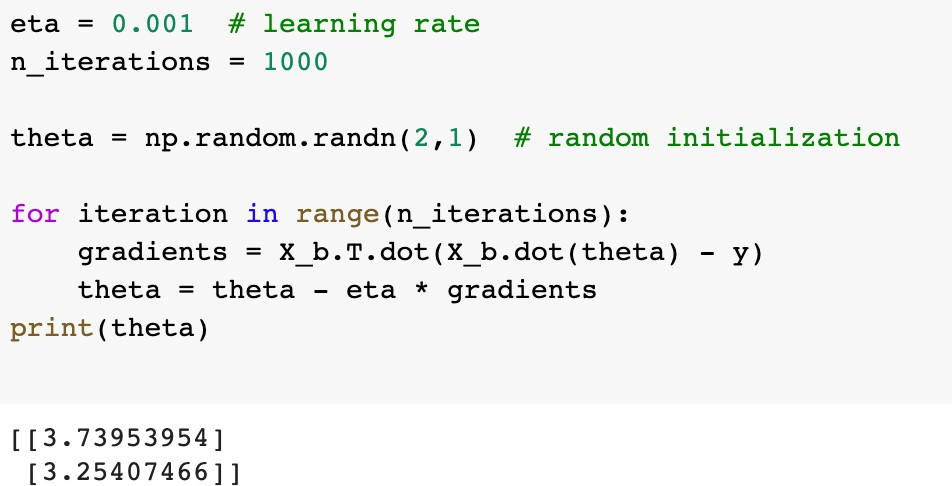 eta = 0.001  # learning rate
n_iterations = 1000
theta = np.random.randn(2,1)  # random initialization
for iteration in range(n_iterations):
    gradients = X_b.T.dot(X_b.dot(theta) - y)
    theta = theta - eta * gradients
print(theta)
[[3.73953954]
 [3.25407466]]